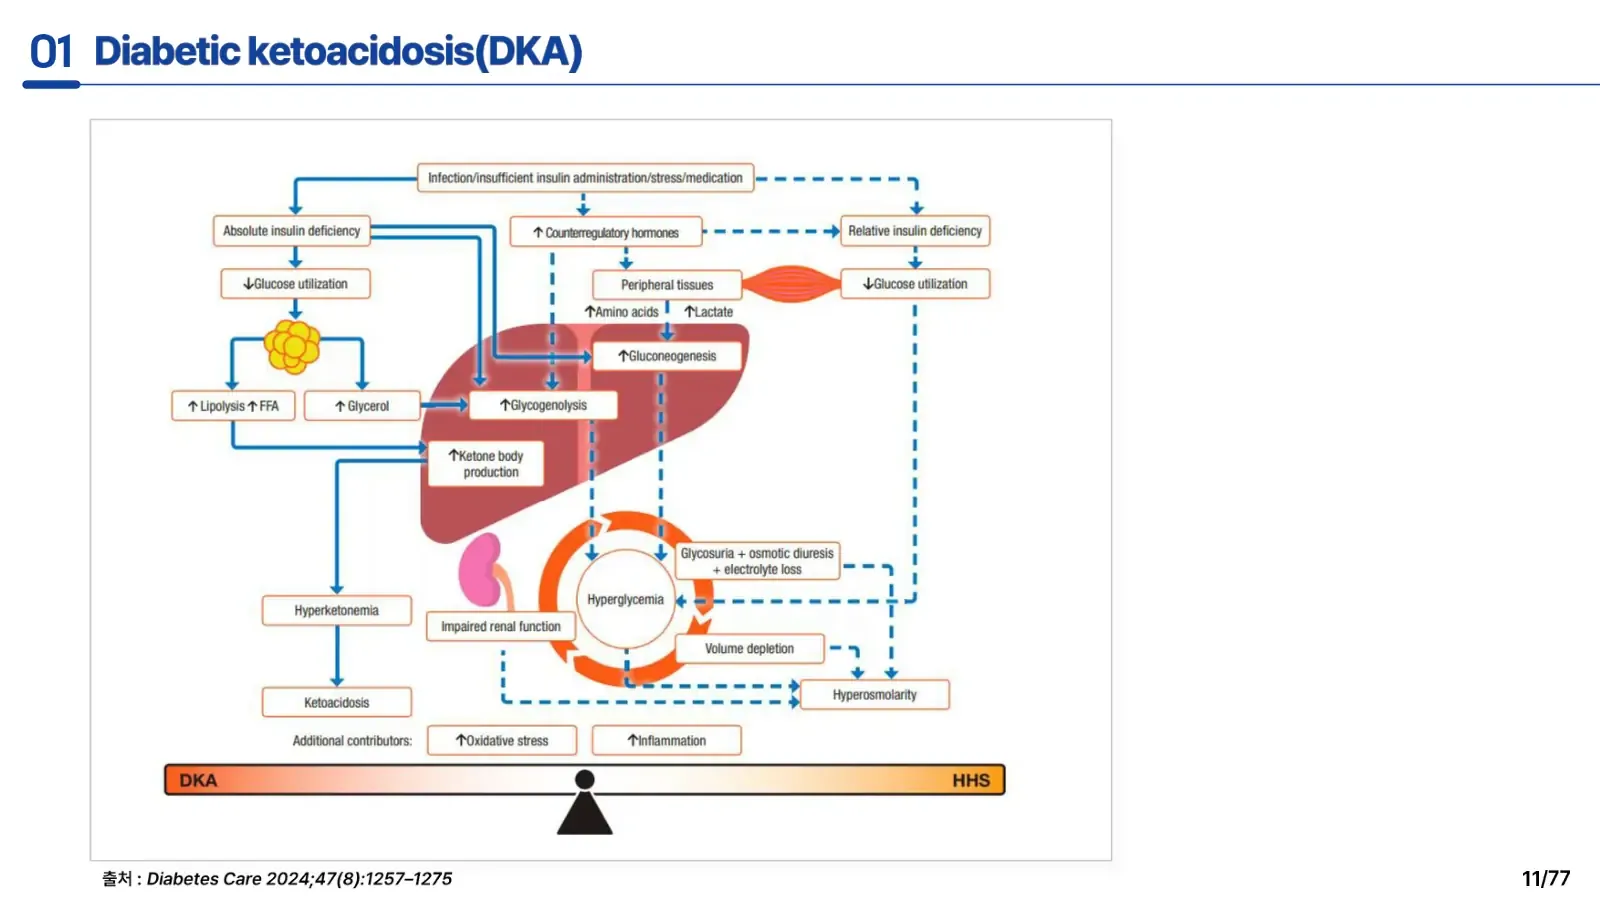 01 Diabetic ketoacidosis(DKA)
Infection/insufficient insulin administration/stress/medication
Absolute insulin deficiency
↑ Counterregulatory hormones
Relative insulin deficiency
↓Glucose utilization
Peripheral tissues
↓Glucose utilization
↑Amino acids
↑Lactate
↑Gluconeogenesis
↑ Lipolysis ↑ FFA
↑ Glycerol
↑Glycogenolysis
↑Ketone body
production
Glycosuria + osmotic diuresis
+ electrolyte loss
Hyperglycemia
Hyperketonemia
Impaired renal function
Volume depletion
Hyperosmolarity
Ketoacidosis
Additional contributors:
↑Oxidative stress
↑Inflammation
DKA
HHS
출처 : Diabetes Care 2024;47(8):1257–1275
11/77